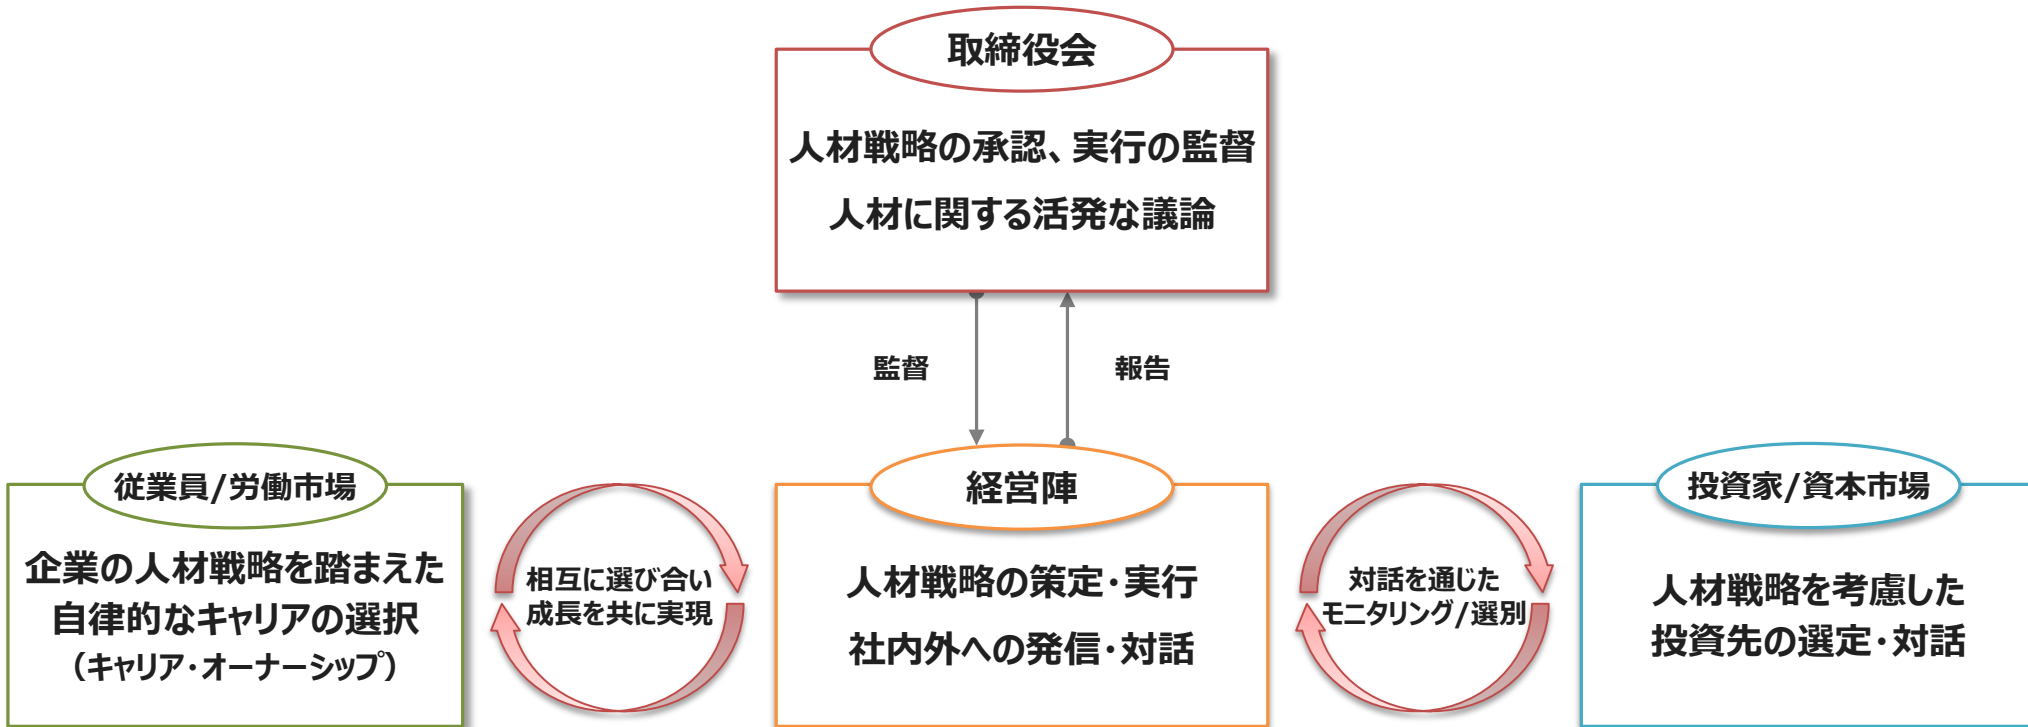 取締役会
人材戦略の承認、実行の監督
人材に関する活発な議論
監督
報告
従業員/労働市場
企業の人材戦略を踏まえた
自律的なキャリアの選択
（キャリア・オーナーシップ）
相互に選び合い
成長を共に実現
経営陣
人材戦略の策定・実行
社内外への発信・対話
対話を通じた
モニタリング/選別
投資家/資本市場
人材戦略を考慮した
投資先の選定・対話